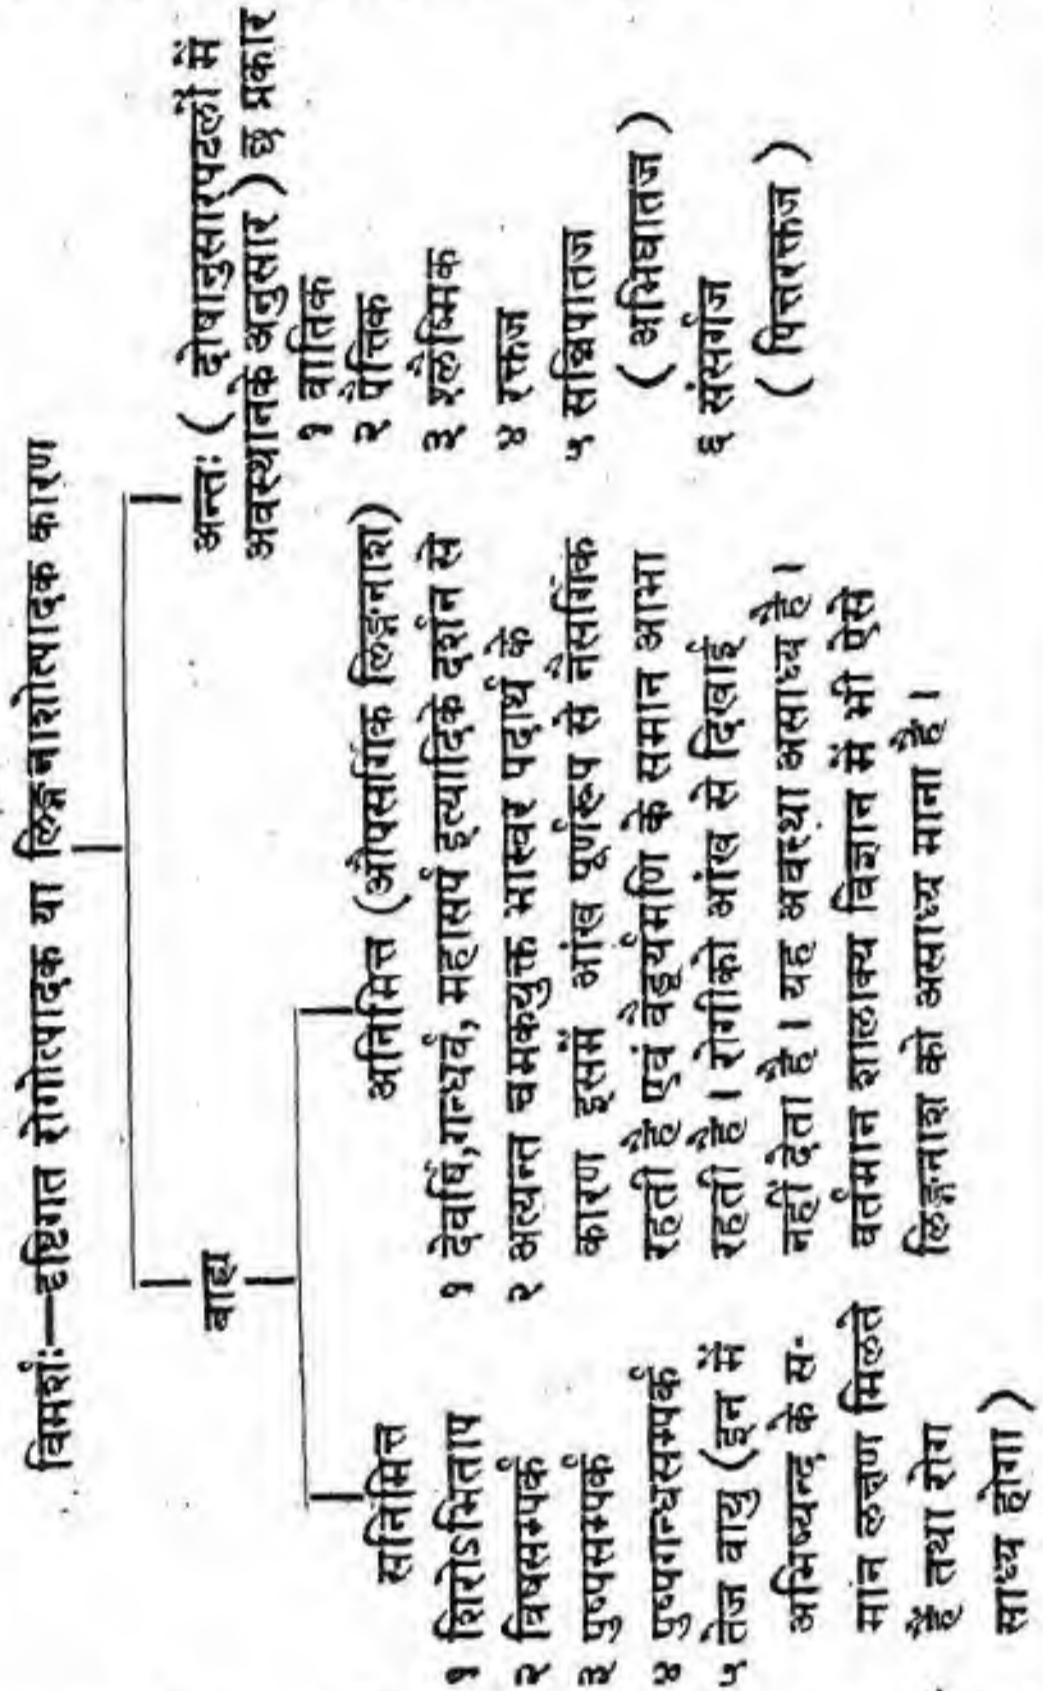 विमर्शः—दृष्टिगत रोगोत्पादक या लिङ्गनाशोत्पादक कारण
बाह्य
सनिमित्त
१ शिरोऽभिताप
२ विषसम्पर्क
३ पुष्पसम्पर्क
४ पुष्पगन्धसम्पर्क
५ तेज वायु (इन में
अभिष्यन्द के स-
मान लक्षण मिलते
हैं तथा रोग
साध्य होगा )
अनिमित्त (औपसर्गिक लिङ्गनाश)
१ देवर्षि,गन्धर्व, महासर्प इत्यादिके दर्शन से
२ अत्यन्त चमकयुक्त भास्वर पदार्थ के
कारण इसमें आंख पूर्णरूप से नैसर्गिक
रहती है एवं वैडूर्यमणि के समान आभा
रहती है । रोगीको आंख से दिखाई
नहीं देता है । यह अवस्था असाध्य है ।
वर्तमान शालाक्य विज्ञान में भी ऐसे
लिङ्गनाश को असाध्य माना है ।
अन्तः ( दोषानुसारपटलों में
अवस्थानके अनुसार ) छ प्रकार
१ वातिक
२ पैत्तिक
३ श्लैष्मिक
४ रक्तज
५ सन्निपातज
( अभिघातज )
६ संसर्गज
( पित्तरक्तज )